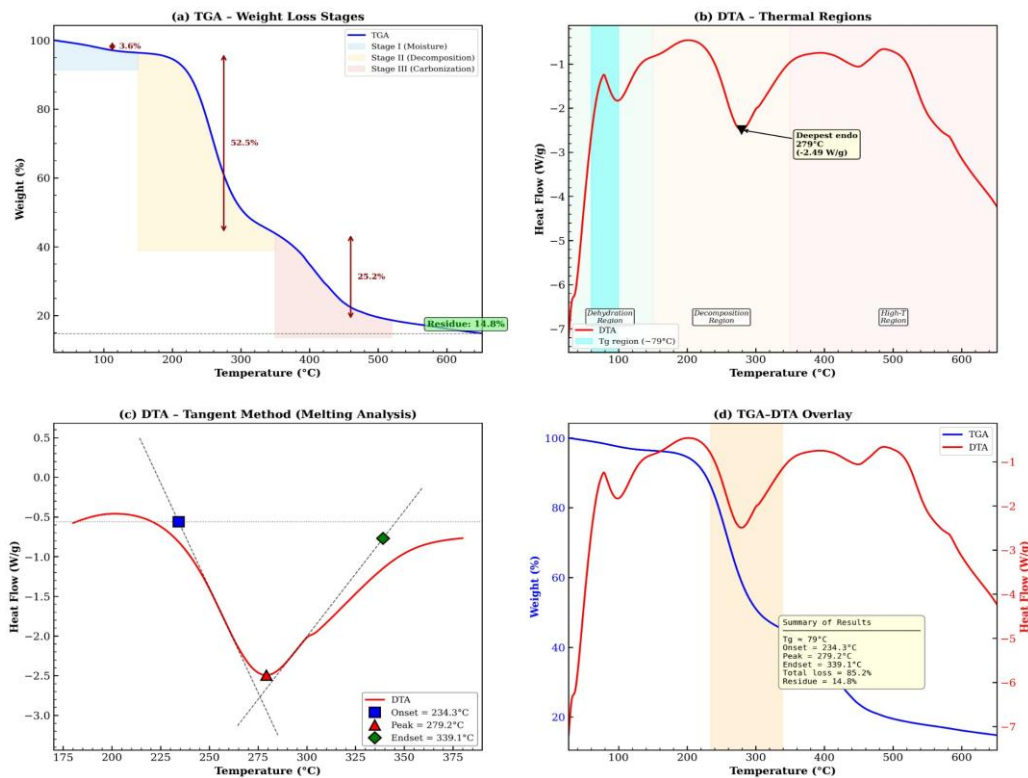 (a) TGA – Weight Loss Stages
100
80
60
40
20
Weight (%)
3.6%
52.5%
25.2%
TGA
Stage I (Moisture)
Stage II (Decomposition)
Stage III (Carbonization)
Residue: 14.8%
100 200 300 400 500 600
Temperature (°C)
(b) DTA – Thermal Regions
−1
−2
−3
−4
−5
−6
−7
Heat Flow (W/g)
Deepest endo
279°C
(-2.49 W/g)
Dehydration
Region
Decomposition
Region
High-T
Region
DTA
Tg region (~79°C)
100 200 300 400 500 600
Temperature (°C)
(c) DTA – Tangent Method (Melting Analysis)
0.5
0.0
−0.5
−1.0
−1.5
−2.0
−2.5
−3.0
Heat Flow (W/g)
DTA
Onset = 234.3°C
Peak = 279.2°C
Endset = 339.1°C
175 200 225 250 275 300 325 350 375
Temperature (°C)
(d) TGA–DTA Overlay
100
80
60
40
20
Weight (%)
TGA
DTA
Summary of Results
Tg ≈ 79°C
Onset = 234.3°C
Peak = 279.2°C
Endset = 339.1°C
Total loss = 85.2%
Residue = 14.8%
−1
−2
−3
−4
−5
−6
−7
Heat Flow (W/g)
100 200 300 400 500 600
Temperature (°C)